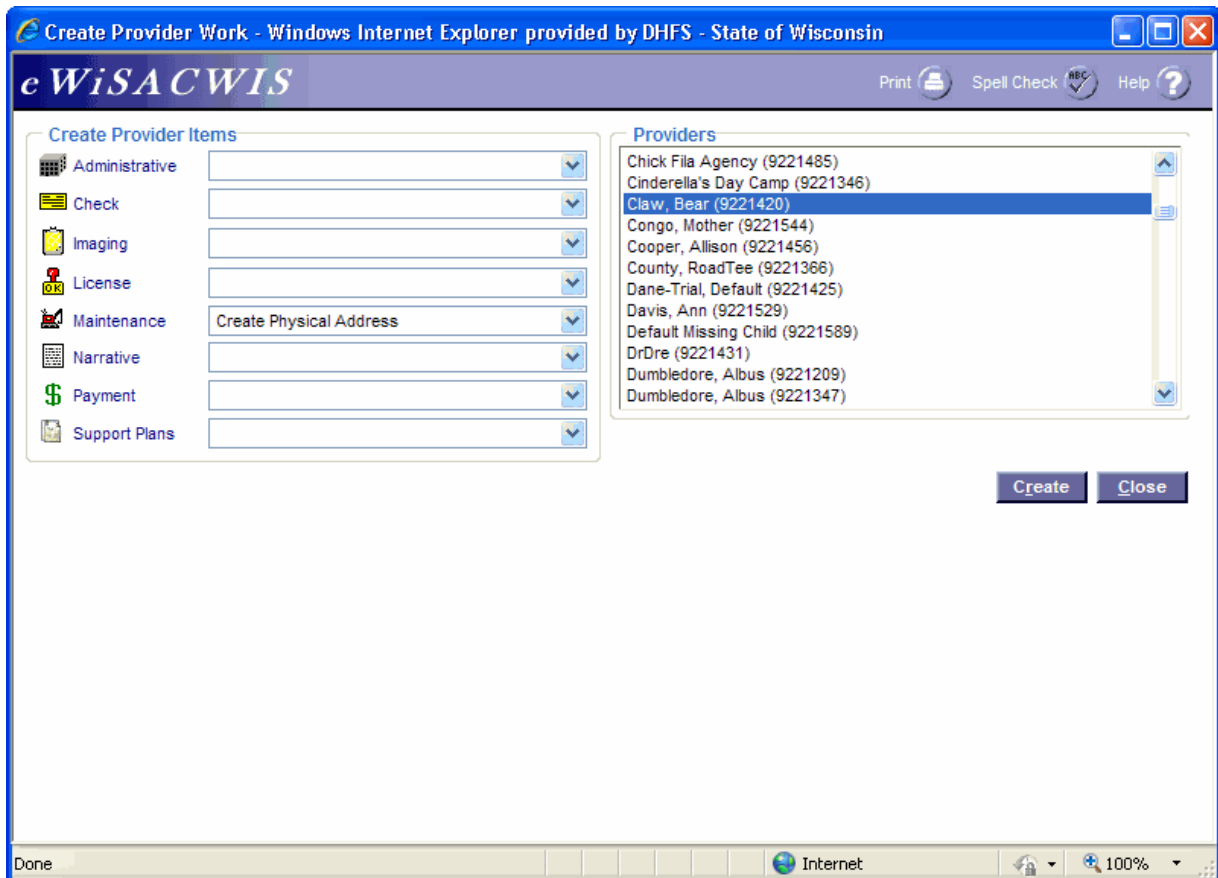 Create Provider Work - Windows Internet Explorer provided by DHFS - State of Wisconsin
e WiSACWIS
Print Spell Check ABC Help ?
Create Provider Items
Administrative
Check
Imaging
OK License
Maintenance Create Physical Address
Narrative
$ Payment
Support Plans
Providers
Chick Fila Agency (9221485)
Cinderella's Day Camp (9221346)
Claw, Bear (9221420)
Congo, Mother (9221544)
Cooper, Allison (9221456)
County, RoadTee (9221366)
Dane-Trial, Default (9221425)
Davis, Ann (9221529)
Default Missing Child (9221589)
DrDre (9221431)
Dumbledore, Albus (9221209)
Dumbledore, Albus (9221347)
Create Close
Done Internet 100%